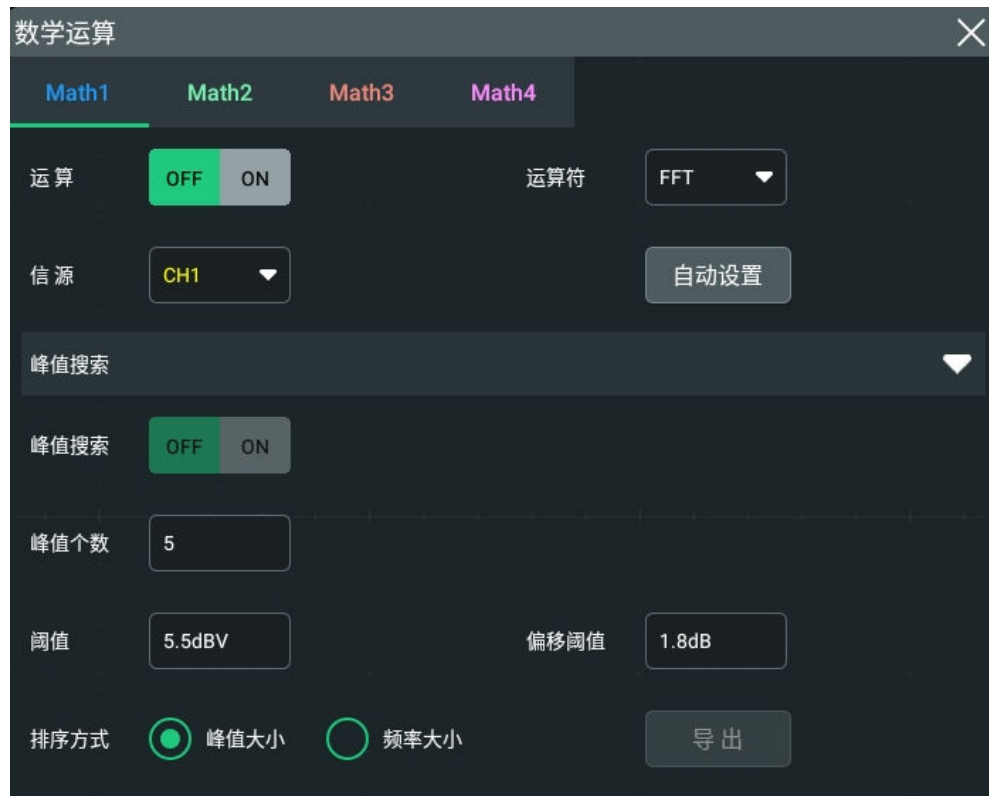 数学运算
Math1 Math2 Math3 Math4
运算 OFF ON 运算符 FFT
信源 CH1 自动设置
峰值搜索
峰值搜索 OFF ON
峰值个数 5
阈值 5.5dBV 偏移阈值 1.8dB
排序方式 峰值大小 频率大小 导出